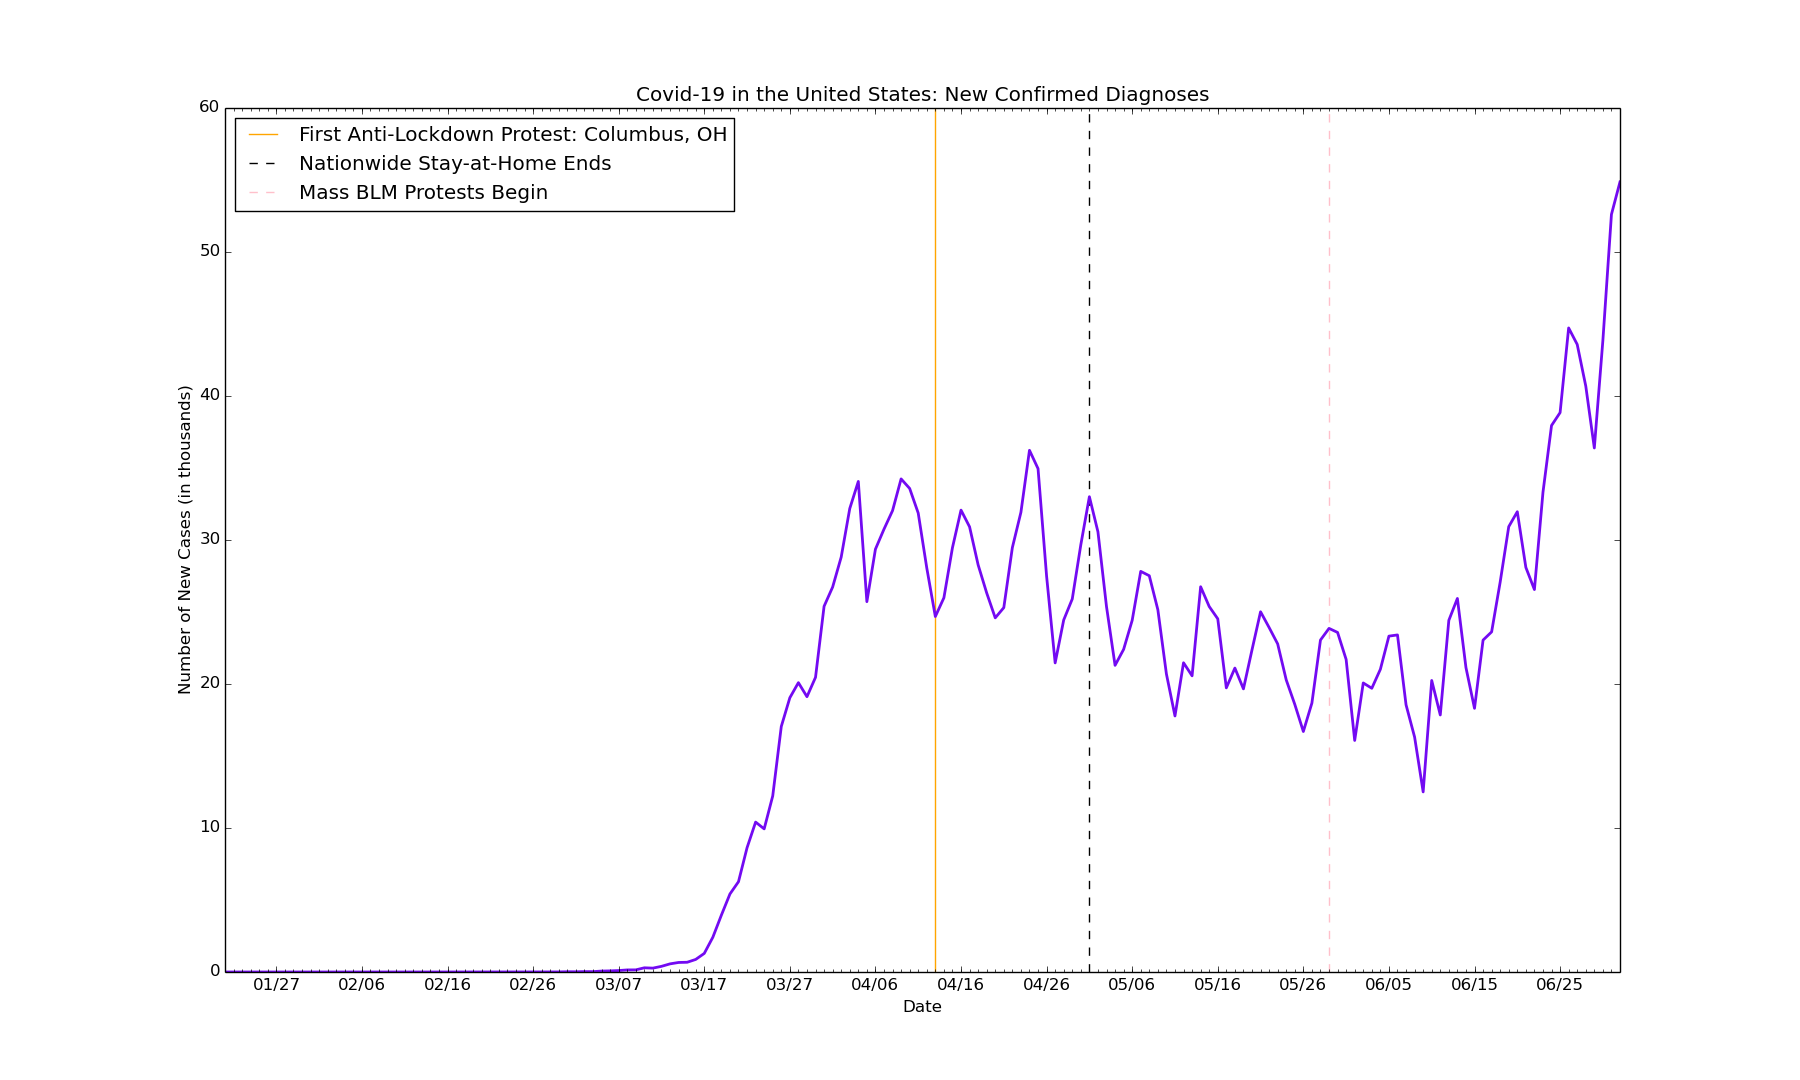 Covid-19 in the United States: New Confirmed Diagnoses
First Anti-Lockdown Protest: Columbus, OH
Nationwide Stay-at-Home Ends
Mass BLM Protests Begin
60
50
40
30
20
10
0
Number of New Cases (in thousands)
01/27 02/06 02/16 02/26 03/07 03/17 03/27 04/06 04/16 04/26 05/06 05/16 05/26 06/05 06/15 06/25
Date